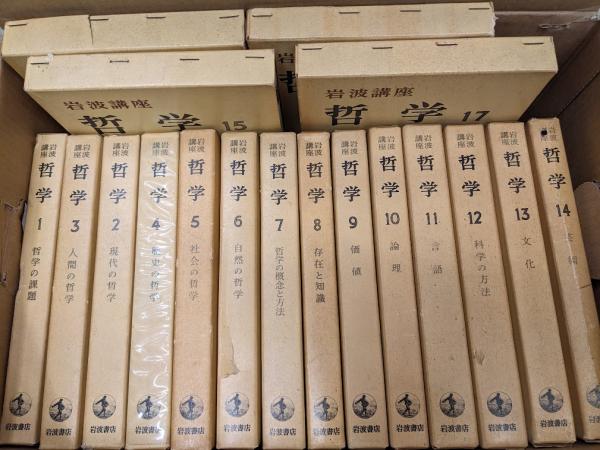 岩波講座
哲学 15
岩波講座
哲学 17
岩波講座 哲学 1 哲学の課題 岩波書店
岩波講座 哲学 3 人間の哲学 岩波書店
岩波講座 哲学 2 現代の哲学 岩波書店
岩波講座 哲学 4 歴史の哲学 岩波書店
岩波講座 哲学 5 社会の哲学 岩波書店
岩波講座 哲学 6 自然の哲学 岩波書店
岩波講座 哲学 7 哲学の概念と方法 岩波書店
岩波講座 哲学 8 存在と知識 岩波書店
岩波講座 哲学 9 価値 岩波書店
岩波講座 哲学 10 論理 岩波書店
岩波講座 哲学 11 言語 岩波書店
岩波講座 哲学 12 科学の方法 岩波書店
岩波講座 哲学 13 文化 岩波書店
岩波講座 哲学 14 芸術